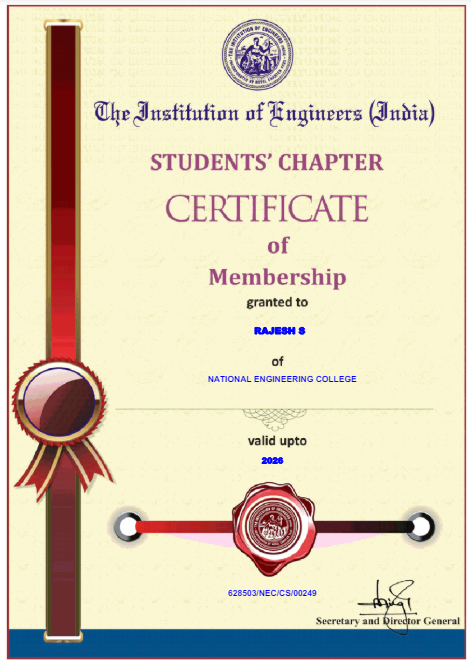 The Institution of Engineers (India)
STUDENTS' CHAPTER
CERTIFICATE
of
Membership
granted to
RAJESH S
of
NATIONAL ENGINEERING COLLEGE
valid upto
2026
628503/NEC/CS/00249
Secretary and Director General